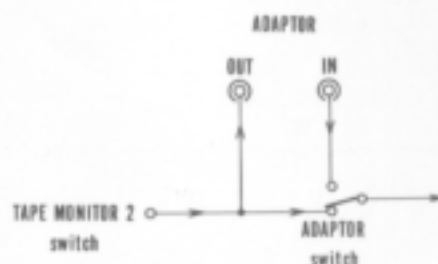 ADAPTOR
OUT
IN
TAPE MONITOR 2
switch
ADAPTOR
switch